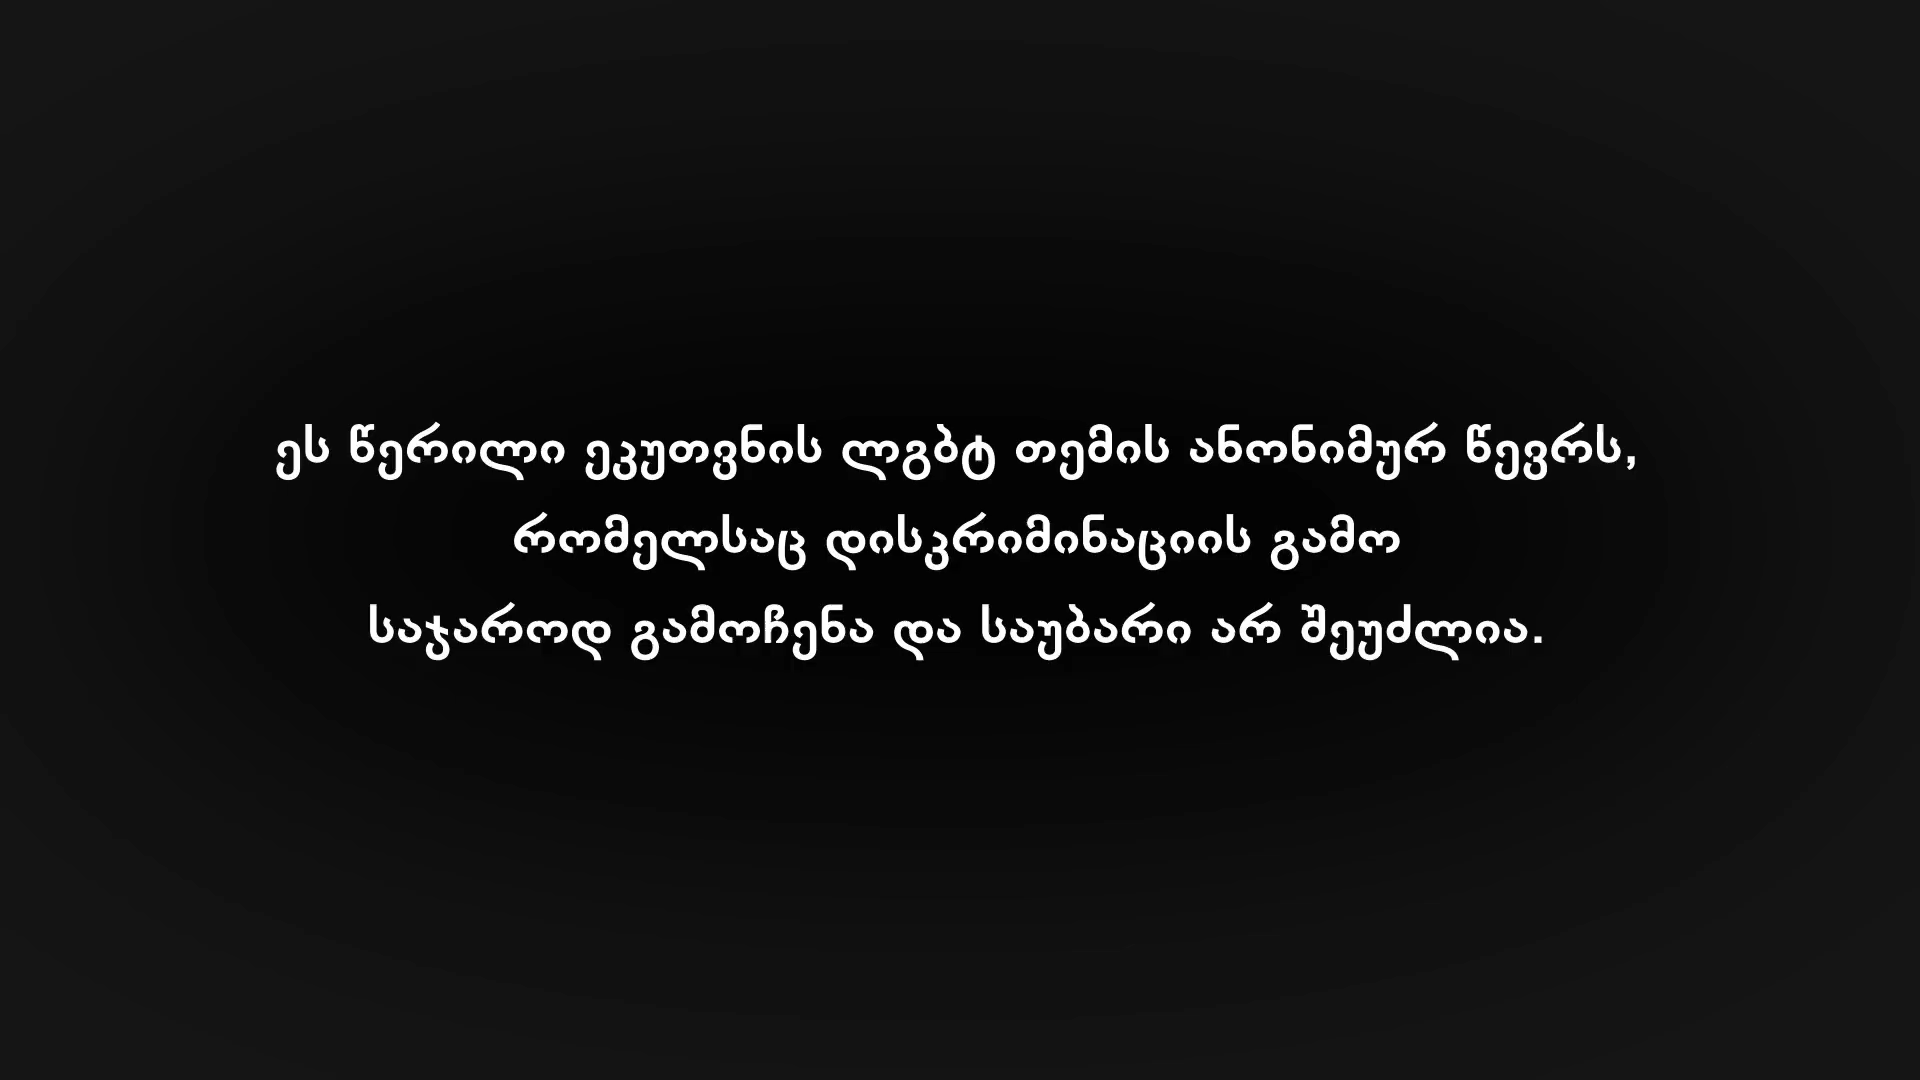 ეს წერილი ეკუთვნის ლგბტ თემის ანონიმურ წევრს,
რომელსაც დისკრიმინაციის გამო
საჯაროდ გამოჩენა და საუბარი არ შეუძლია.